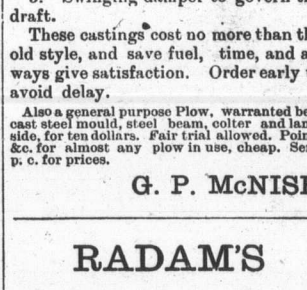 draft.
These castings cost no more than t
old style, and save fuel, time, and a
ways give satisfaction. Order early
avoid delay.
Also a general purpose Plow, warranted be
cast steel mould, steel beam, colter and lan
side, for ten dollars. Fair trial allowed. Poin
&c. for almost any plow in use, cheap. Se
p. c. for prices.
G. P. McNIS
RADAM'S